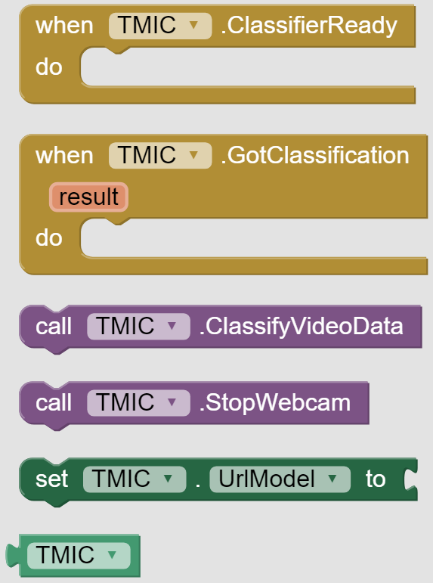 when TMIC .ClassifierReady
do
when TMIC .GotClassification
result
do
call TMIC .ClassifyVideoData
call TMIC .StopWebcam
set TMIC . UrlModel to
TMIC